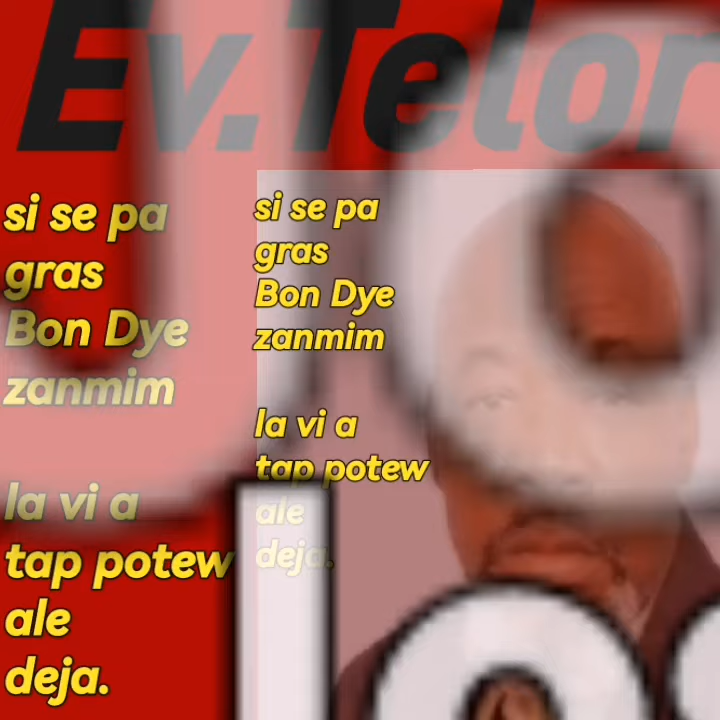 Ev.Telor
si se pa
gras
Bon Dye
zanmim
la vi a
tap potew
ale
deja.
si se pa
gras
Bon Dye
zanmim
la vi a
tap potew
ale
deja.